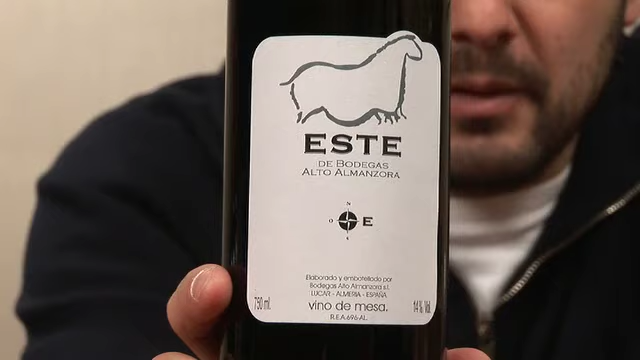 ESTE
DE BODEGAS
ALTO ALMANZORA
N
O E
Elaborado y embotellado por
Bodegas Alto Almanzora s.l.
LUCAR - ALMERIA - ESPAÑA
750 ml. vino de mesa. 14% Vol.
R.E.A.696-AL